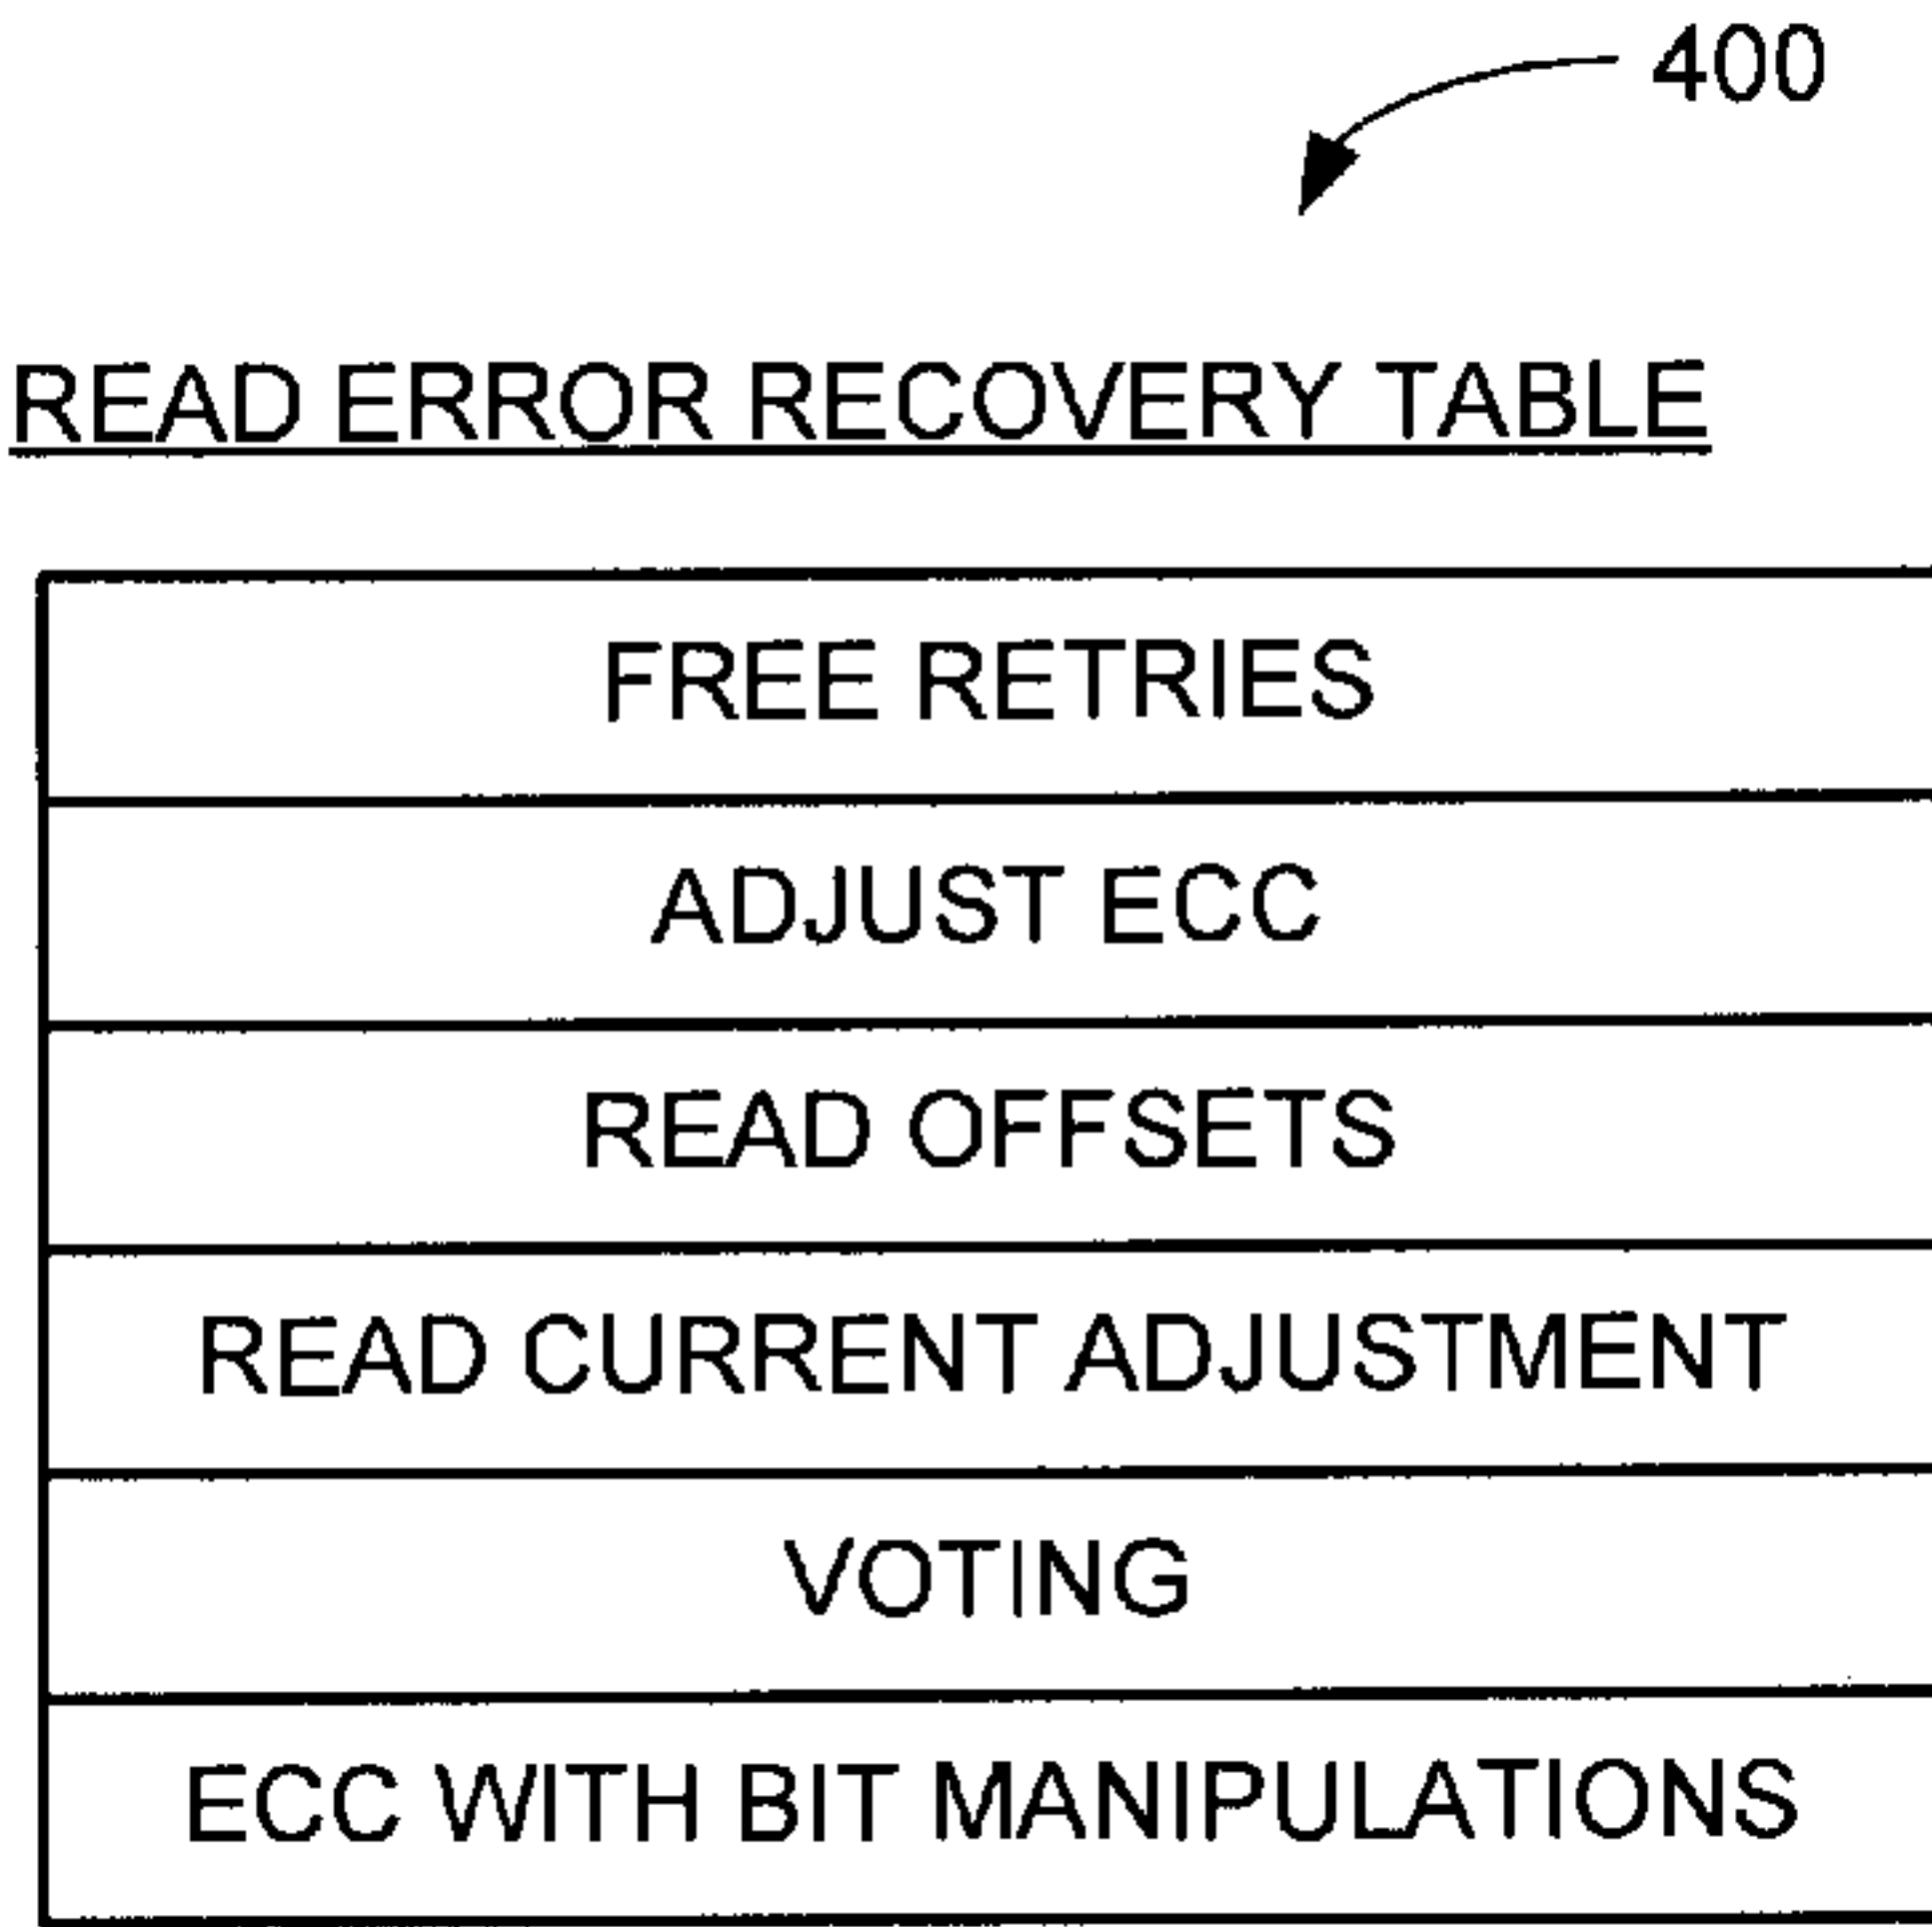 400
READ ERROR RECOVERY TABLE
FREE RETRIES
ADJUST ECC
READ OFFSETS
READ CURRENT ADJUSTMENT
VOTING
ECC WITH BIT MANIPULATIONS